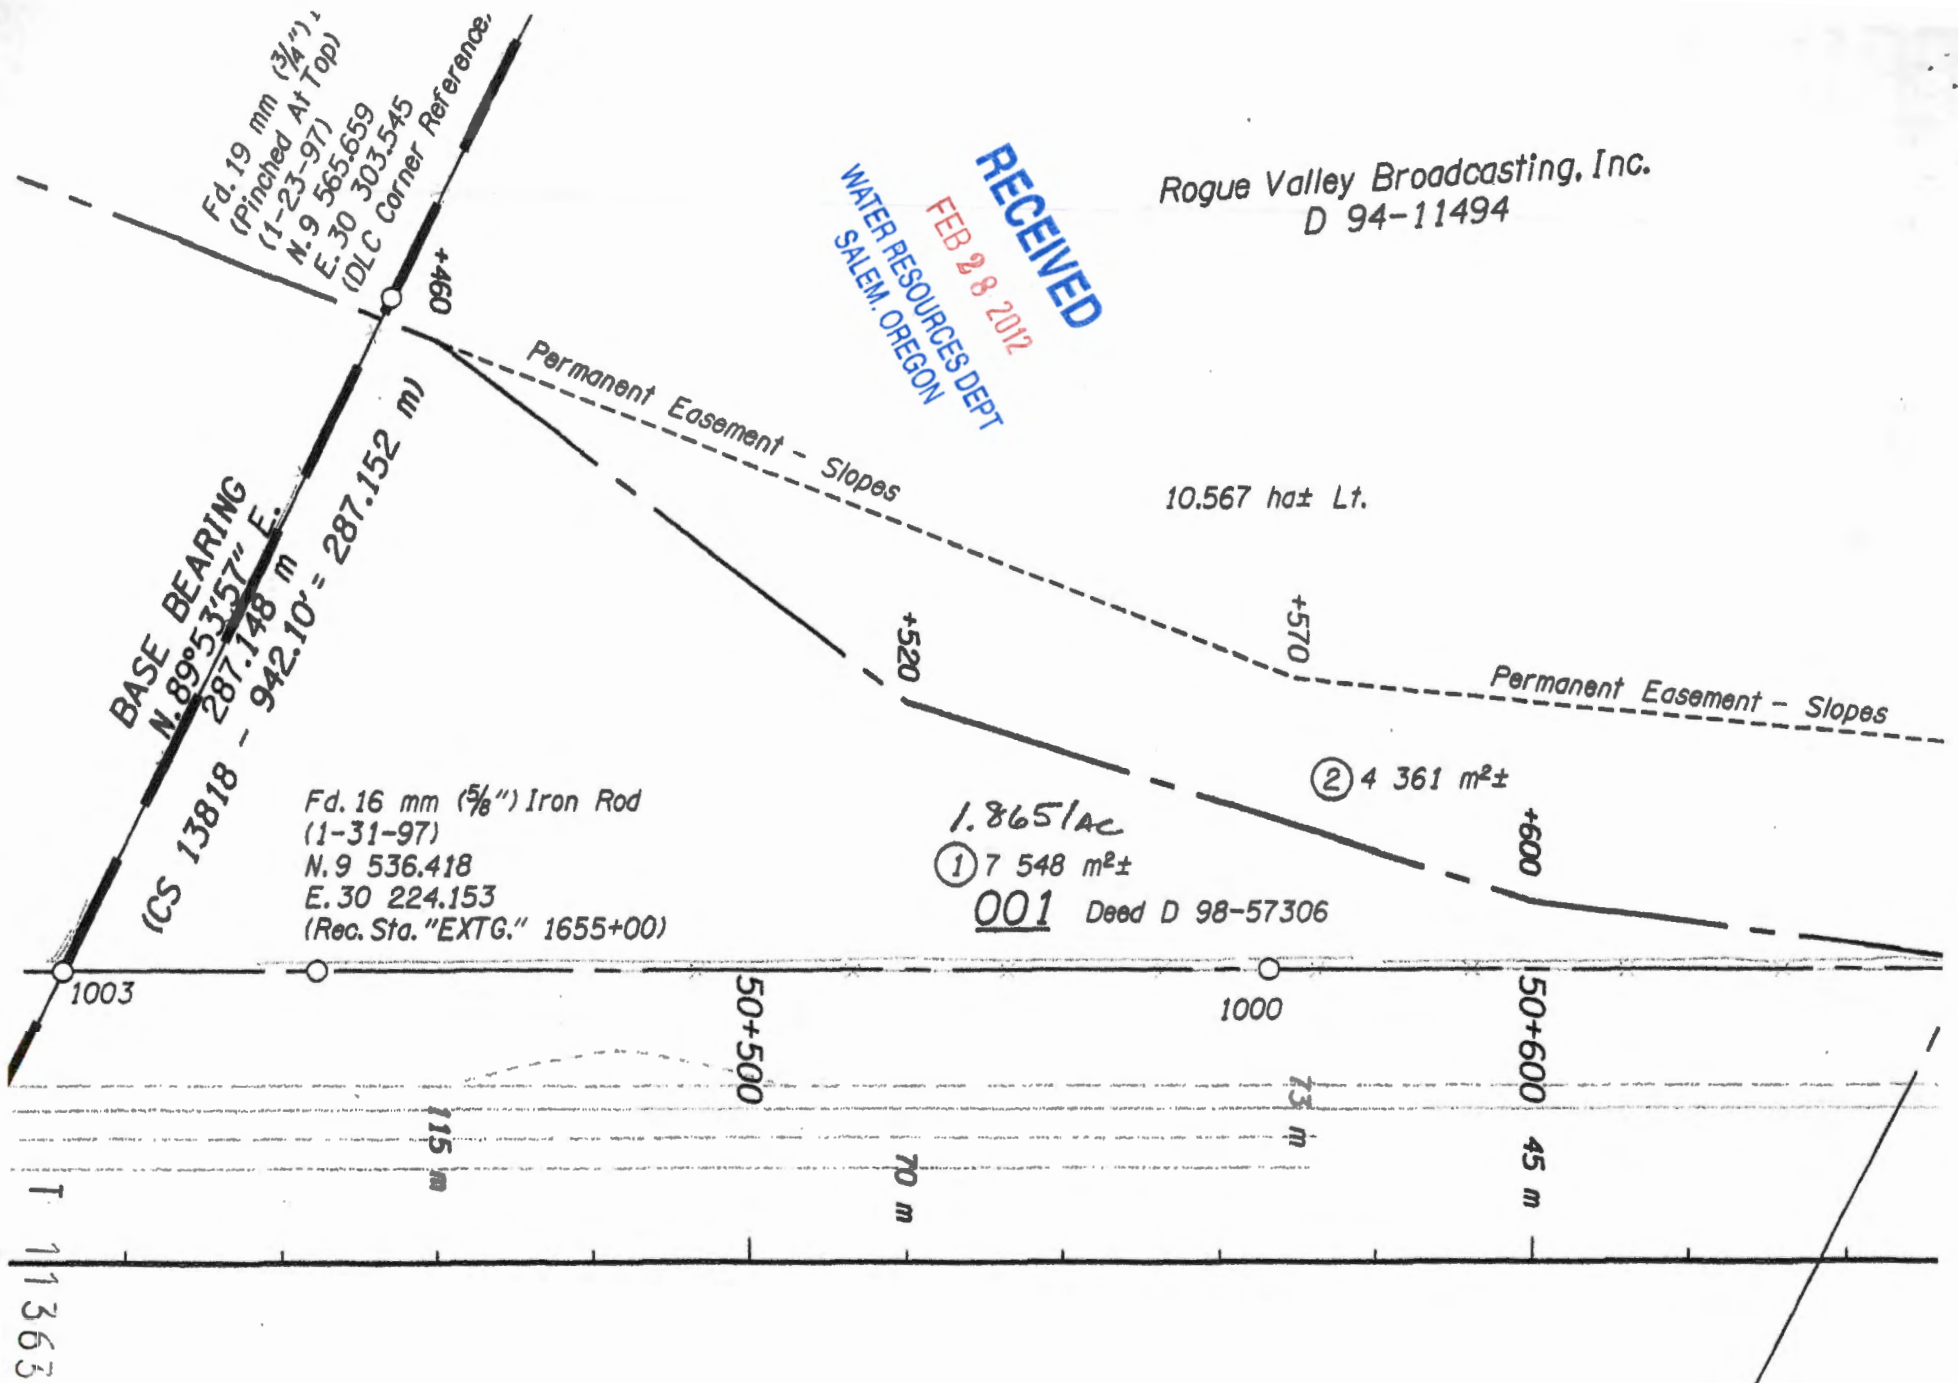 Fd. 19 mm (3/4")
(Pinched At Top)
(1-23-97)
N. 9 565.659
E. 30 303.545
(DLC Corner Reference,
+460
RECEIVED
FEB 28 2012
WATER RESOURCES DEPT
SALEM, OREGON
Rogue Valley Broadcasting, Inc.
D 94-11494
Permanent Easement - Slopes
10.567 ha± Lt.
BASE BEARING
N. 89°53'57" E.
287.148 m
(CS 13818 - 942.10' = 287.152 m)
+520
+570
Permanent Easement - Slopes
2 4 361 m²±
+600
Fd. 16 mm (5/8") Iron Rod
(1-31-97)
N. 9 536.418
E. 30 224.153
(Rec. Sta. "EXTG." 1655+00)
1.8651 AC
1 7 548 m²±
001 Deed D 98-57306
1003
1000
50+500
50+600
115 m
70 m
73 m
45 m
T 11363